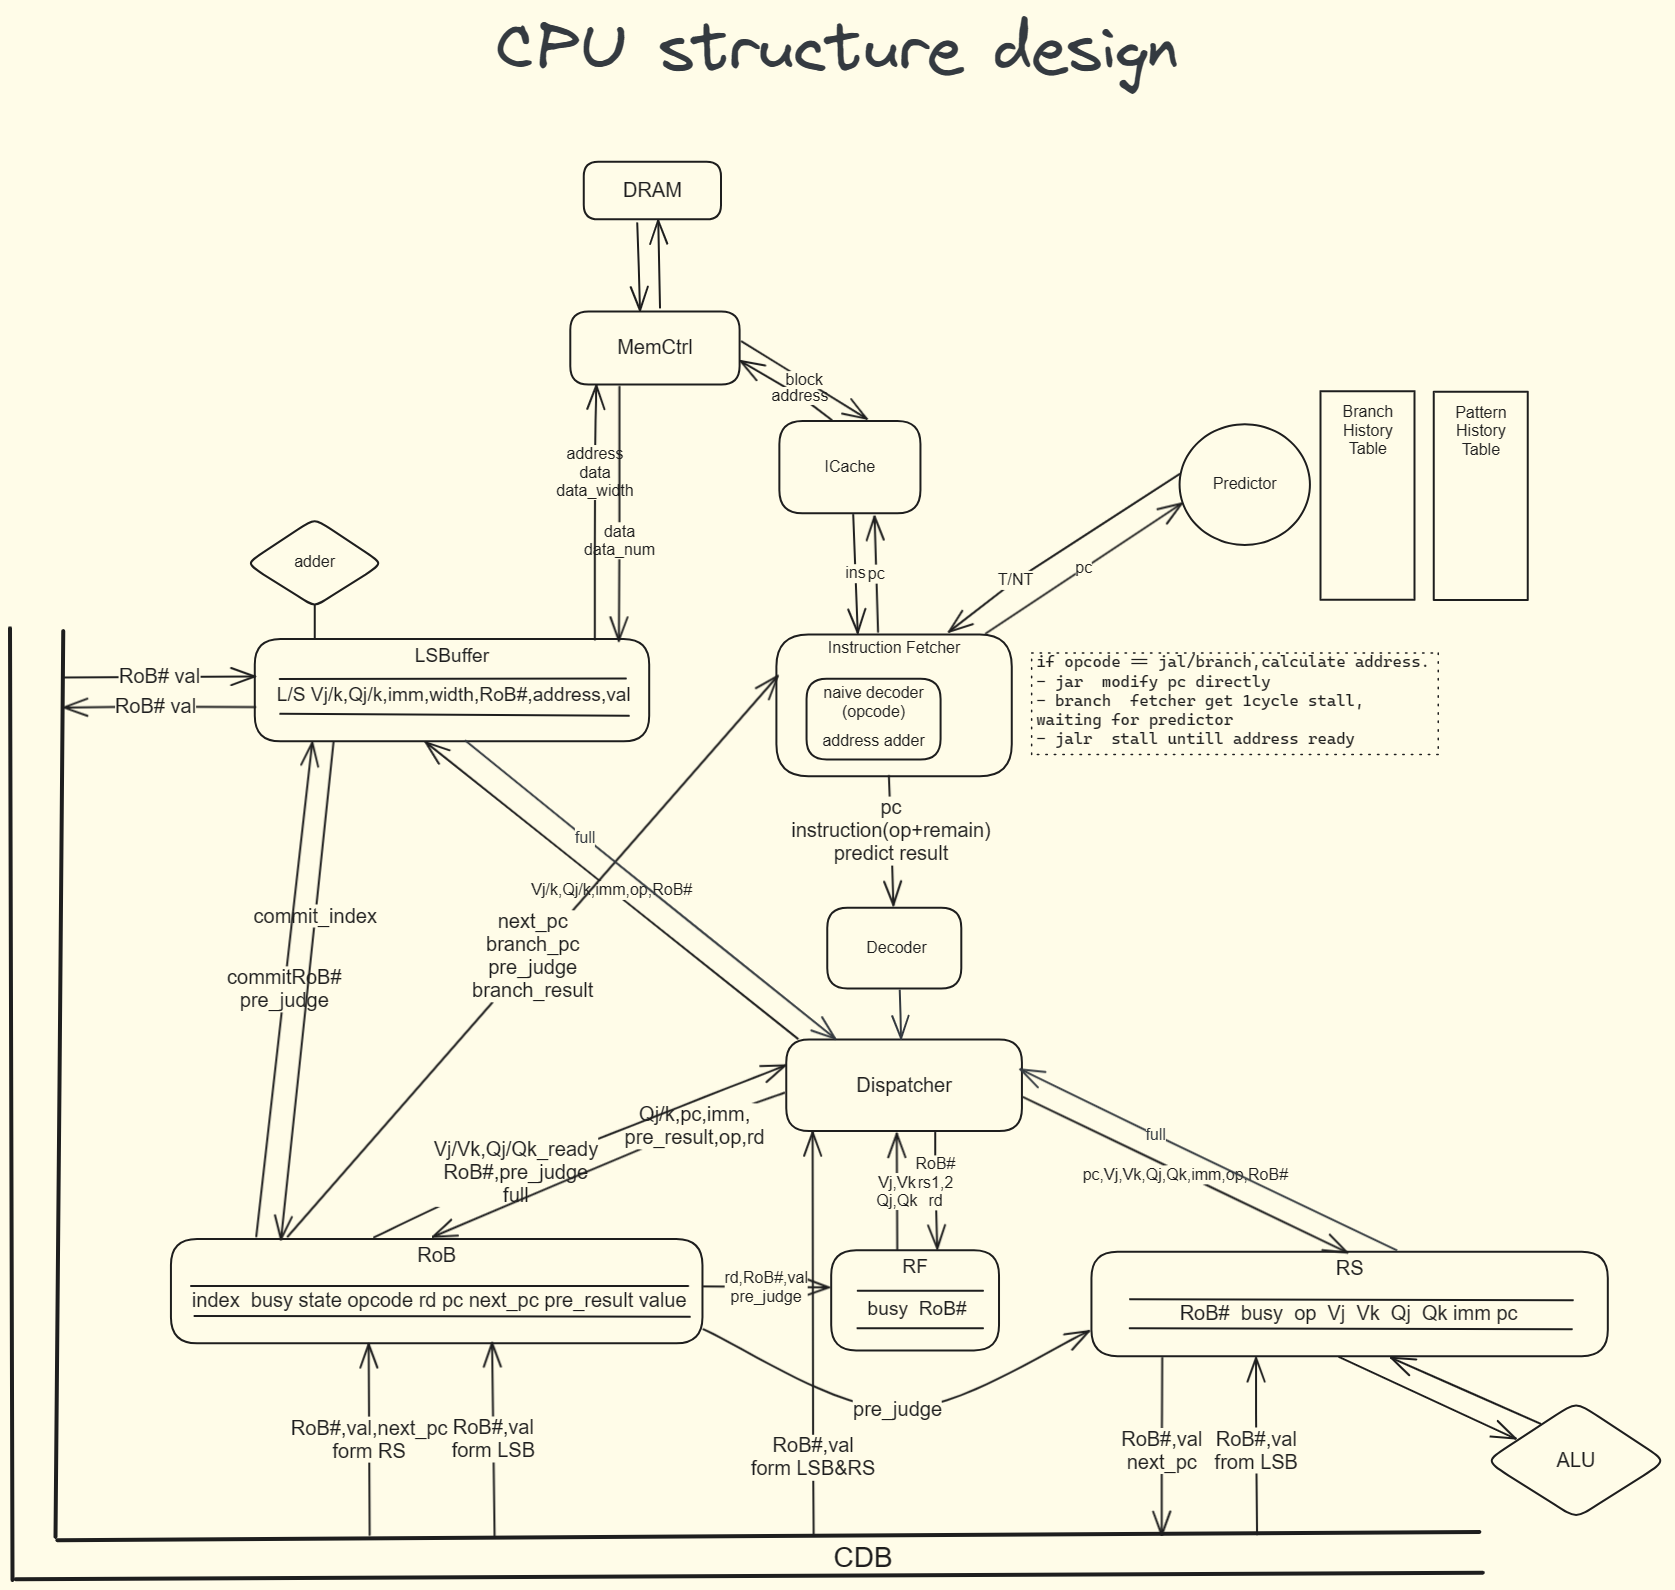 CPU structure design
DRAM
MemCtrl
block
address
ICache
Predictor
Branch
History
Table
Pattern
History
Table
address
data
data_width
data
data_num
adder
ins
pc
T/NT
pc
LSBuffer
L/S Vj/k,Qj/k,imm,width,RoB#,address,val
RoB# val
RoB# val
Instruction Fetcher
naive decoder
(opcode)
address adder
if opcode == jal/branch,calculate address.
- jar  modify pc directly
- branch  fetcher get 1cycle stall,
waiting for predictor
- jalr  stall untill address ready
pc
instruction(op+remain)
predict result
full
Vj/k,Qj/k,imm,op,RoB#
next_pc
branch_pc
pre_judge
branch_result
commit_index
commitRoB#
pre_judge
Decoder
Dispatcher
Qj/k,pc,imm,
pre_result,op,rd
Vj/Vk,Qj/Qk_ready
RoB#,pre_judge
full
Vj,Vk
Qj,Qk
RoB#
rs1,2
rd
full
pc,Vj,Vk,Qj,Qk,imm,op,RoB#
RoB
index  busy state opcode rd pc next_pc pre_result value
rd,RoB#,val
pre_judge
RF
busy  RoB#
RS
RoB#  busy  op  Vj  Vk  Qj  Qk imm pc
pre_judge
RoB#,val,next_pc
form RS
RoB#,val
form LSB
RoB#,val
form LSB&RS
RoB#,val
next_pc
RoB#,val
from LSB
ALU
CDB